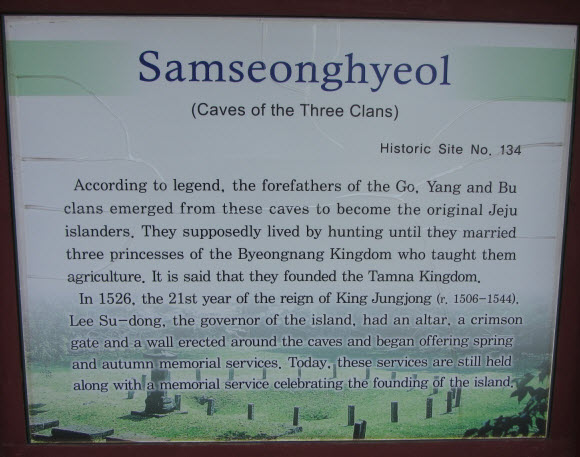 Samseonghyeol
(Caves of the Three Clans)
Historic Site No. 134
According to legend, the forefathers of the Go, Yang and Bu
clans emerged from these caves to become the original Jeju
islanders. They supposedly lived by hunting until they married
three princesses of the Byeongnang Kingdom who taught them
agriculture. It is said that they founded the Tamna Kingdom.
In 1526, the 21st year of the reign of King Jungjong (r. 1506-1544),
Lee Su-dong, the governor of the island, had an altar, a crimson
gate and a wall erected around the caves and began offering spring
and autumn memorial services. Today, these services are still held
along with a memorial service celebrating the founding of the island.